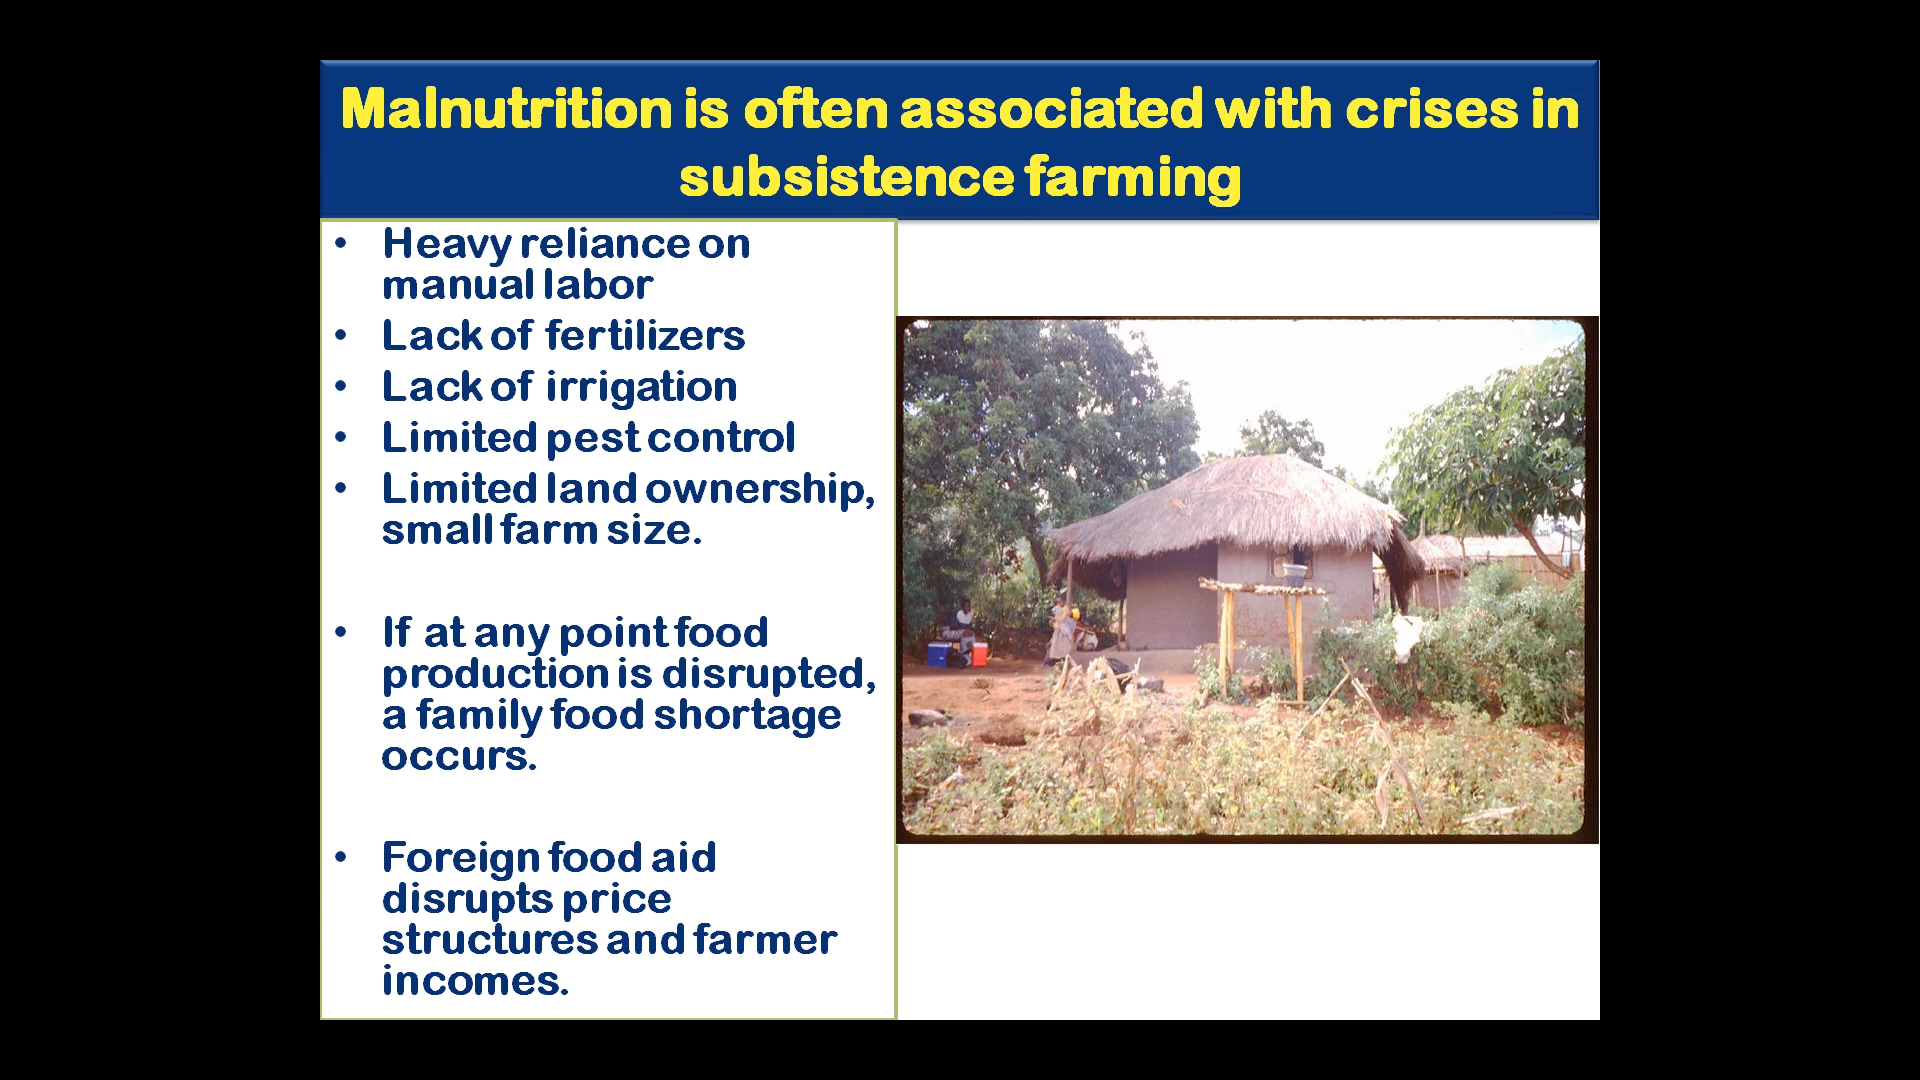 Malnutrition is often associated with crises in
subsistence farming
• Heavy reliance on
manual labor
• Lack of fertilizers
• Lack of irrigation
• Limited pest control
• Limited land ownership,
small farm size.
• If at any point food
production is disrupted,
a family food shortage
occurs.
• Foreign food aid
disrupts price
structures and farmer
incomes.